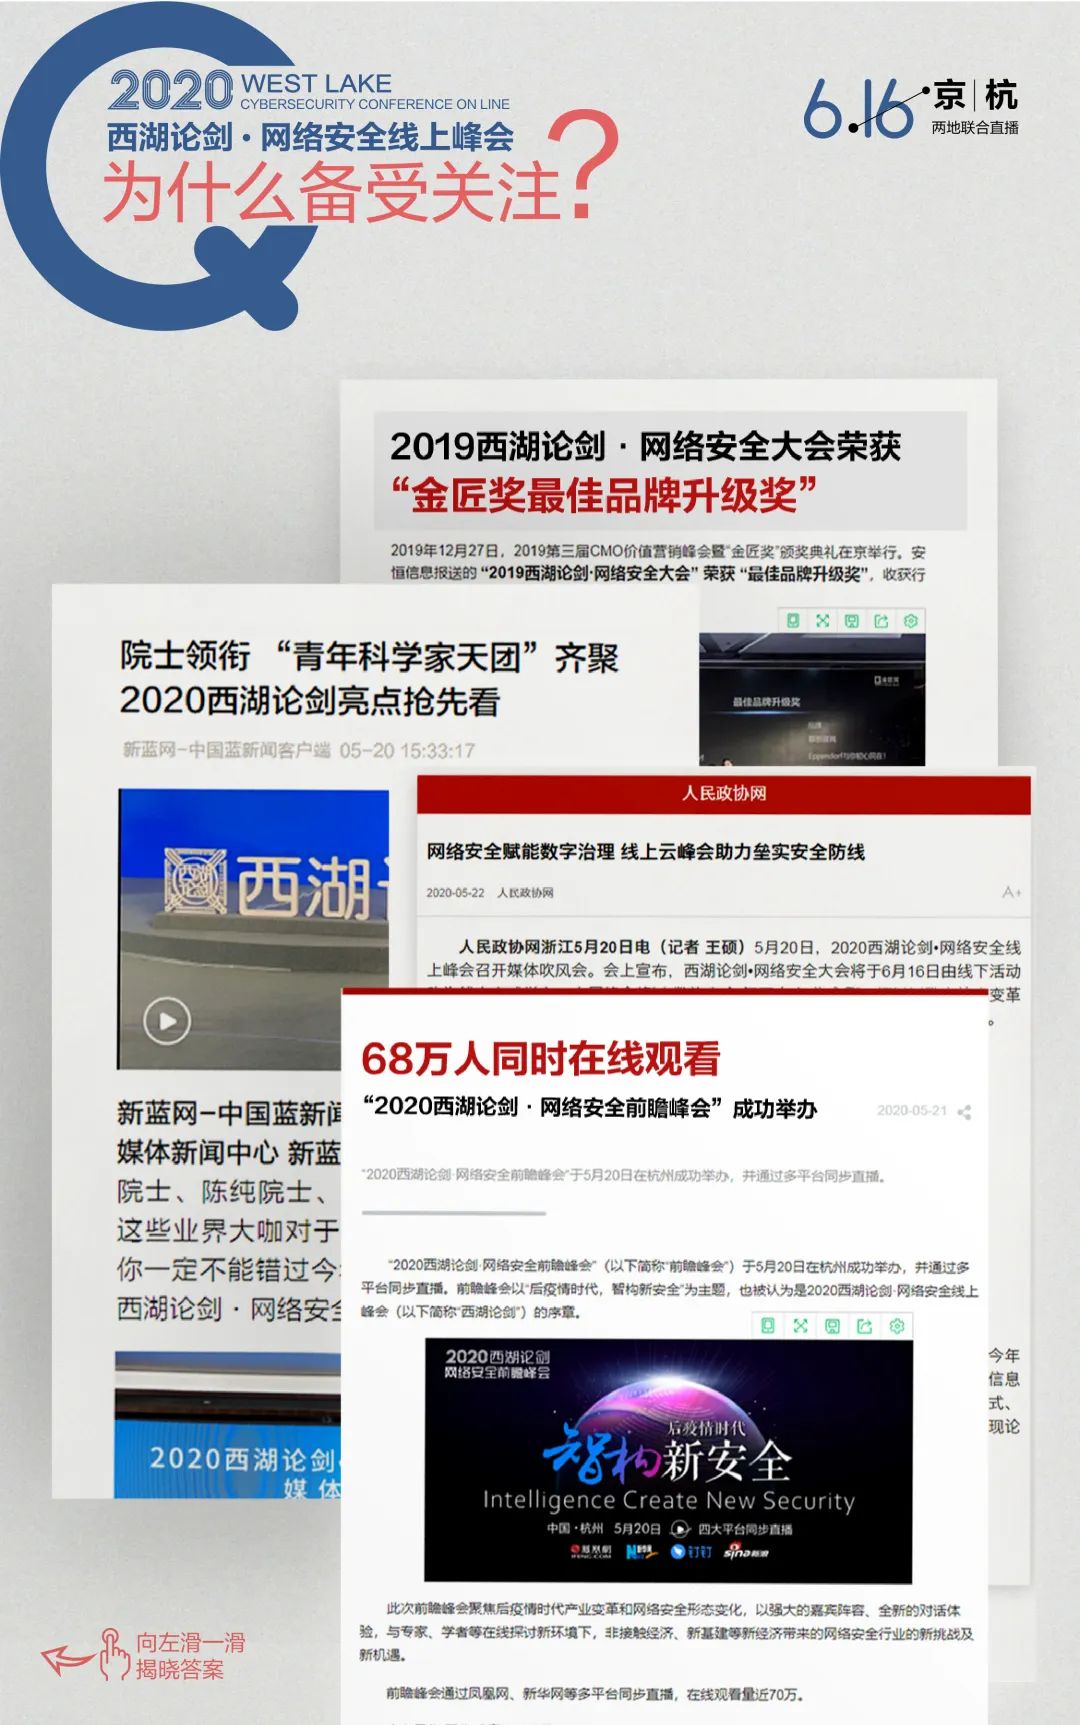 2020 WEST LAKE
CYBERSECURITY CONFERENCE ON LINE
西湖论剑·网络安全线上峰会
为什么备受关注?
6.16 京|杭
两地联合直播
2019西湖论剑·网络安全大会荣获
“金匠奖最佳品牌升级奖”
2019年12月27日，2019第三届CMO价值营销峰会暨“金匠奖”颁奖典礼在京举行。安
恒信息报送的 “2019西湖论剑·网络安全大会” 荣获 “最佳品牌升级奖”，收获行
最佳品牌升级奖
院士领衔 “青年科学家天团” 齐聚
2020西湖论剑亮点抢先看
新蓝网-中国蓝新闻客户端 05-20 15:33:17
西湖
新蓝网-中国蓝新闻
媒体新闻中心 新蓝
院士、陈纯院士、
这些业界大咖对于
你一定不能错过今
西湖论剑·网络安全
2020西湖论剑
媒体
人民政协网
网络安全赋能数字治理 线上云峰会助力垒实安全防线
2020-05-22 人民政协网
A+
人民政协网浙江5月20日电（记者 王硕）5月20日，2020西湖论剑•网络安全线
上峰会召开媒体吹风会。会上宣布，西湖论剑•网络安全大会将于6月16日由线下活动
变革
。
今年
信息
式、
现论
68万人同时在线观看
“2020西湖论剑·网络安全前瞻峰会”成功举办
2020-05-21
“2020西湖论剑·网络安全前瞻峰会”于5月20日在杭州成功举办，并通过多平台同步直播。
“2020西湖论剑·网络安全前瞻峰会”（以下简称“前瞻峰会”）于5月20日在杭州成功举办，并通过多
平台同步直播。前瞻峰会以“后疫情时代，智构新安全”为主题，也被认为是2020西湖论剑·网络安全线上
峰会（以下简称“西湖论剑”）的序章。
2020西湖论剑
网络安全前瞻峰会
后疫情时代
智构新安全
Intelligence Create New Security
中国·杭州 5月20日 四大平台同步直播
凤凰网 IFENG.COM 钉钉 sina新浪
此次前瞻峰会聚焦后疫情时代产业变革和网络安全形态变化，以强大的嘉宾阵容、全新的对话体
验，与专家、学者等在线探讨新环境下，非接触经济、新基建等新经济带来的网络安全行业的新挑战及
新机遇。
前瞻峰会通过凤凰网、新华网等多平台同步直播，在线观看量近70万。
向左滑一滑
揭晓答案